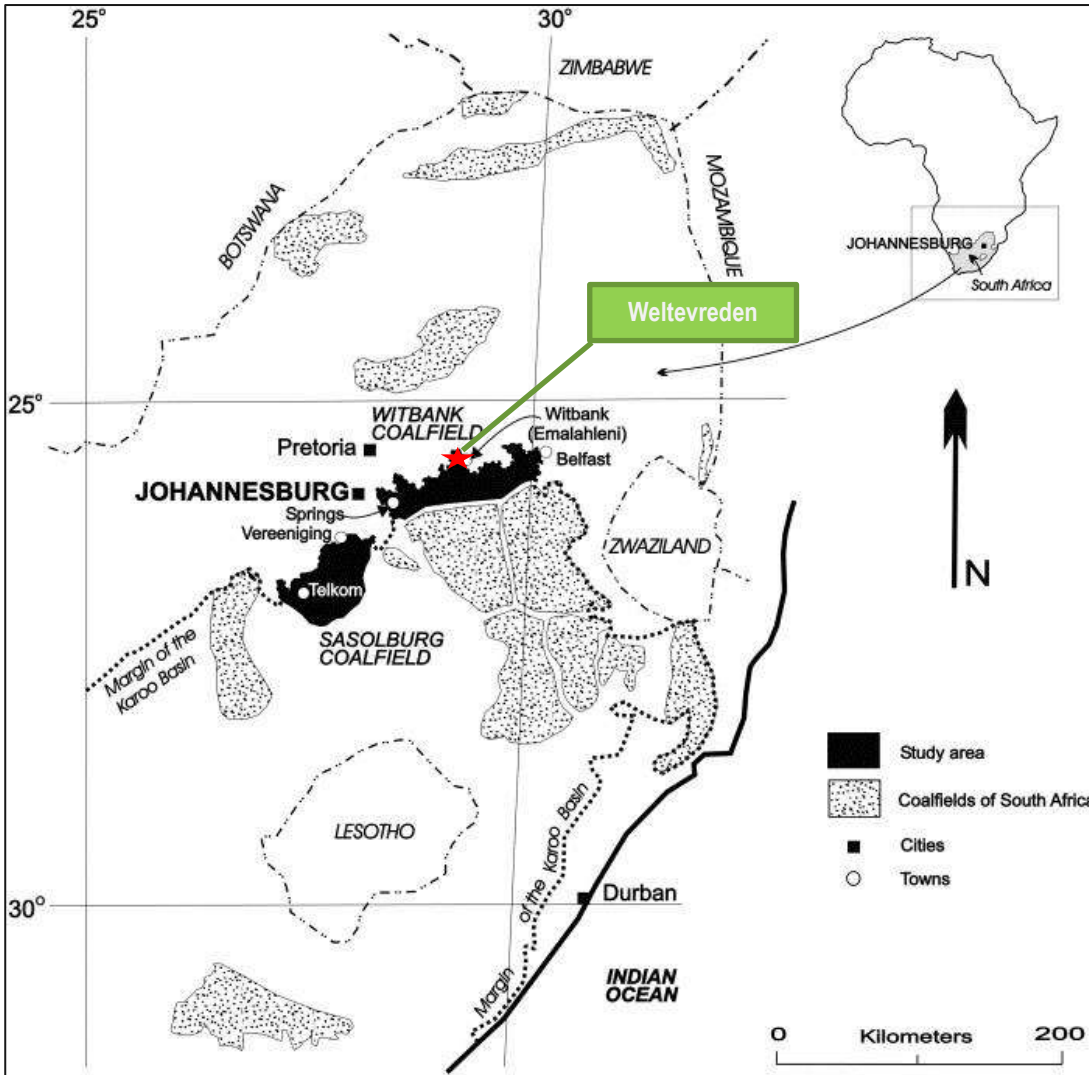 25°
30°
ZIMBABWE
BOTSWANA
MOZAMBIQUE
JOHANNESBURG
South Africa
Weltevreden
25°
WITBANK
COALFIELD
Witbank
(Emalahleni)
Pretoria
Belfast
JOHANNESBURG
Springs
Vereeniging
ZWAZILAND
Telkom
N
SASOLBURG
COALFIELD
Margin of the
Karoo Basin
Study area
Coalfields of South Africa
LESOTHO
Cities
Towns
Margin of the Karoo Basin
Durban
30°
INDIAN
OCEAN
0 Kilometers 200